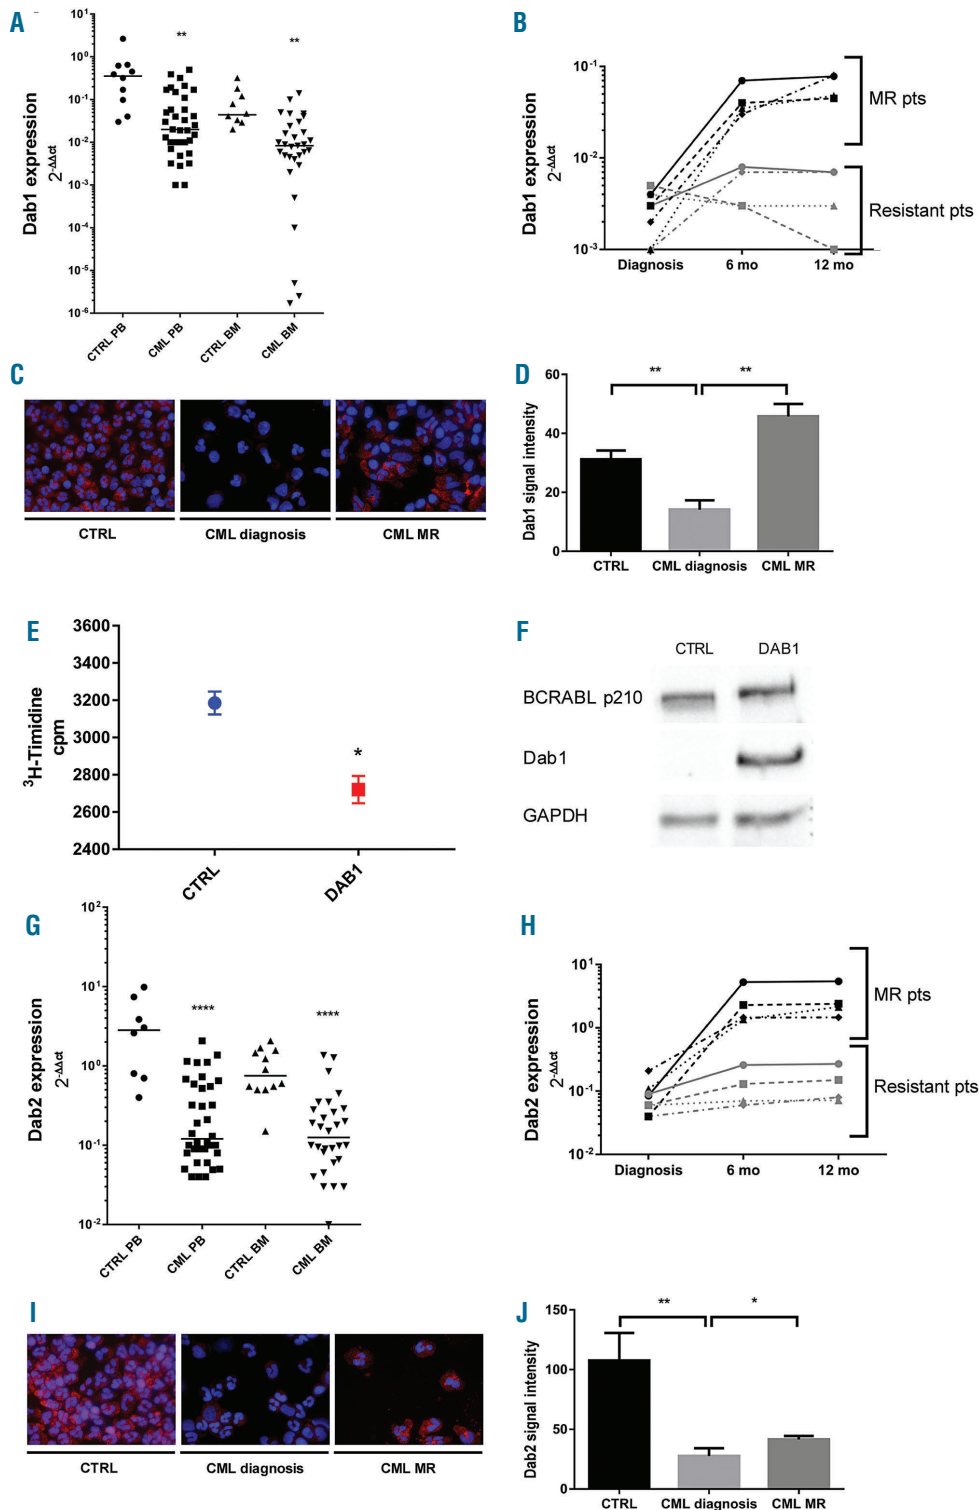 A
Dab1 expression
2-ΔΔct
10¹
10⁰
10⁻¹
10⁻²
10⁻³
10⁻⁴
10⁻⁵
10⁻⁶
**
**
CTRL PB
CML PB
CTRL BM
CML BM
B
Dab1 expression
2-ΔΔct
10⁻¹
10⁻²
10⁻³
Diagnosis
6 mo
12 mo
MR pts
Resistant pts
C
CTRL
CML diagnosis
CML MR
D
Dab1 signal intensity
60
40
20
0
**
**
CTRL
CML diagnosis
CML MR
E
³H-Timidine
cpm
3600
3400
3200
3000
2800
2600
2400
*
CTRL
DAB1
F
CTRL
DAB1
BCRABL p210
Dab1
GAPDH
G
Dab2 expression
2-ΔΔct
10²
10¹
10⁰
10⁻¹
10⁻²
****
****
CTRL PB
CML PB
CTRL BM
CML BM
H
Dab2 expression
2-ΔΔct
10¹
10⁰
10⁻¹
10⁻²
Diagnosis
6 mo
12 mo
MR pts
Resistant pts
I
CTRL
CML diagnosis
CML MR
J
Dab2 signal intensity
150
100
50
0
**
*
CTRL
CML diagnosis
CML MR